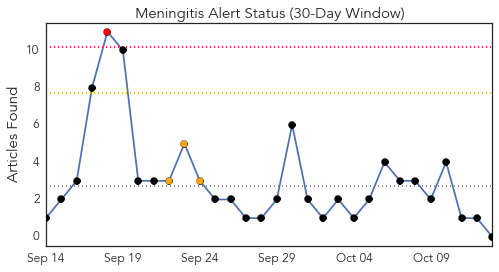 Meningitis Alert Status (30-Day Window)
Articles Found
10
8
6
4
2
0
Sep 14 Sep 19 Sep 24 Sep 29 Oct 04 Oct 09